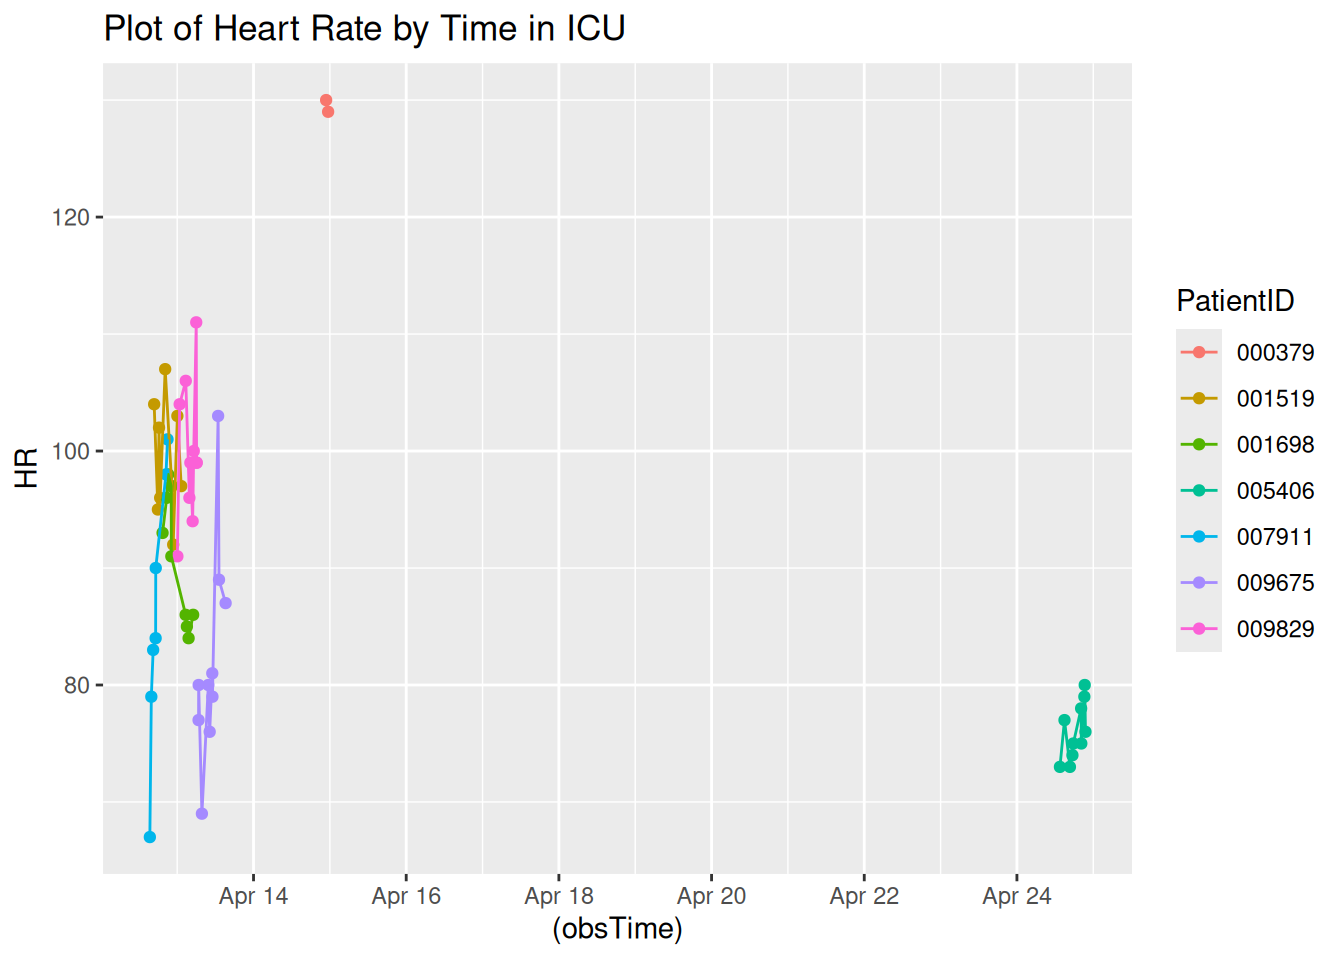 Plot of Heart Rate by Time in ICU
HR
120
100
80
Apr 14
Apr 16
Apr 18
Apr 20
Apr 22
Apr 24
(obsTime)
PatientID
000379
001519
001698
005406
007911
009675
009829